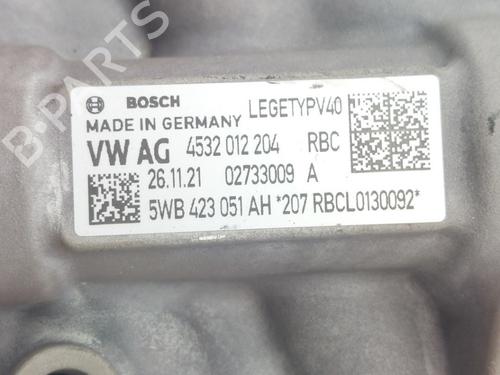 B-PARTS
BOSCH LEGETYPV40
MADE IN GERMANY
VW AG 4532 012 204 RBC
26.11.21 02733009 A
5WB 423 051 AH *207 RBCL0130092*